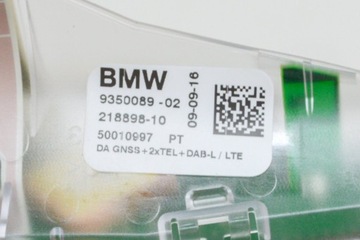 BMW
9350089-02
218898-10
50010997 PT
DA GNSS+2xTEL+DAB-L / LTE
09-09-16